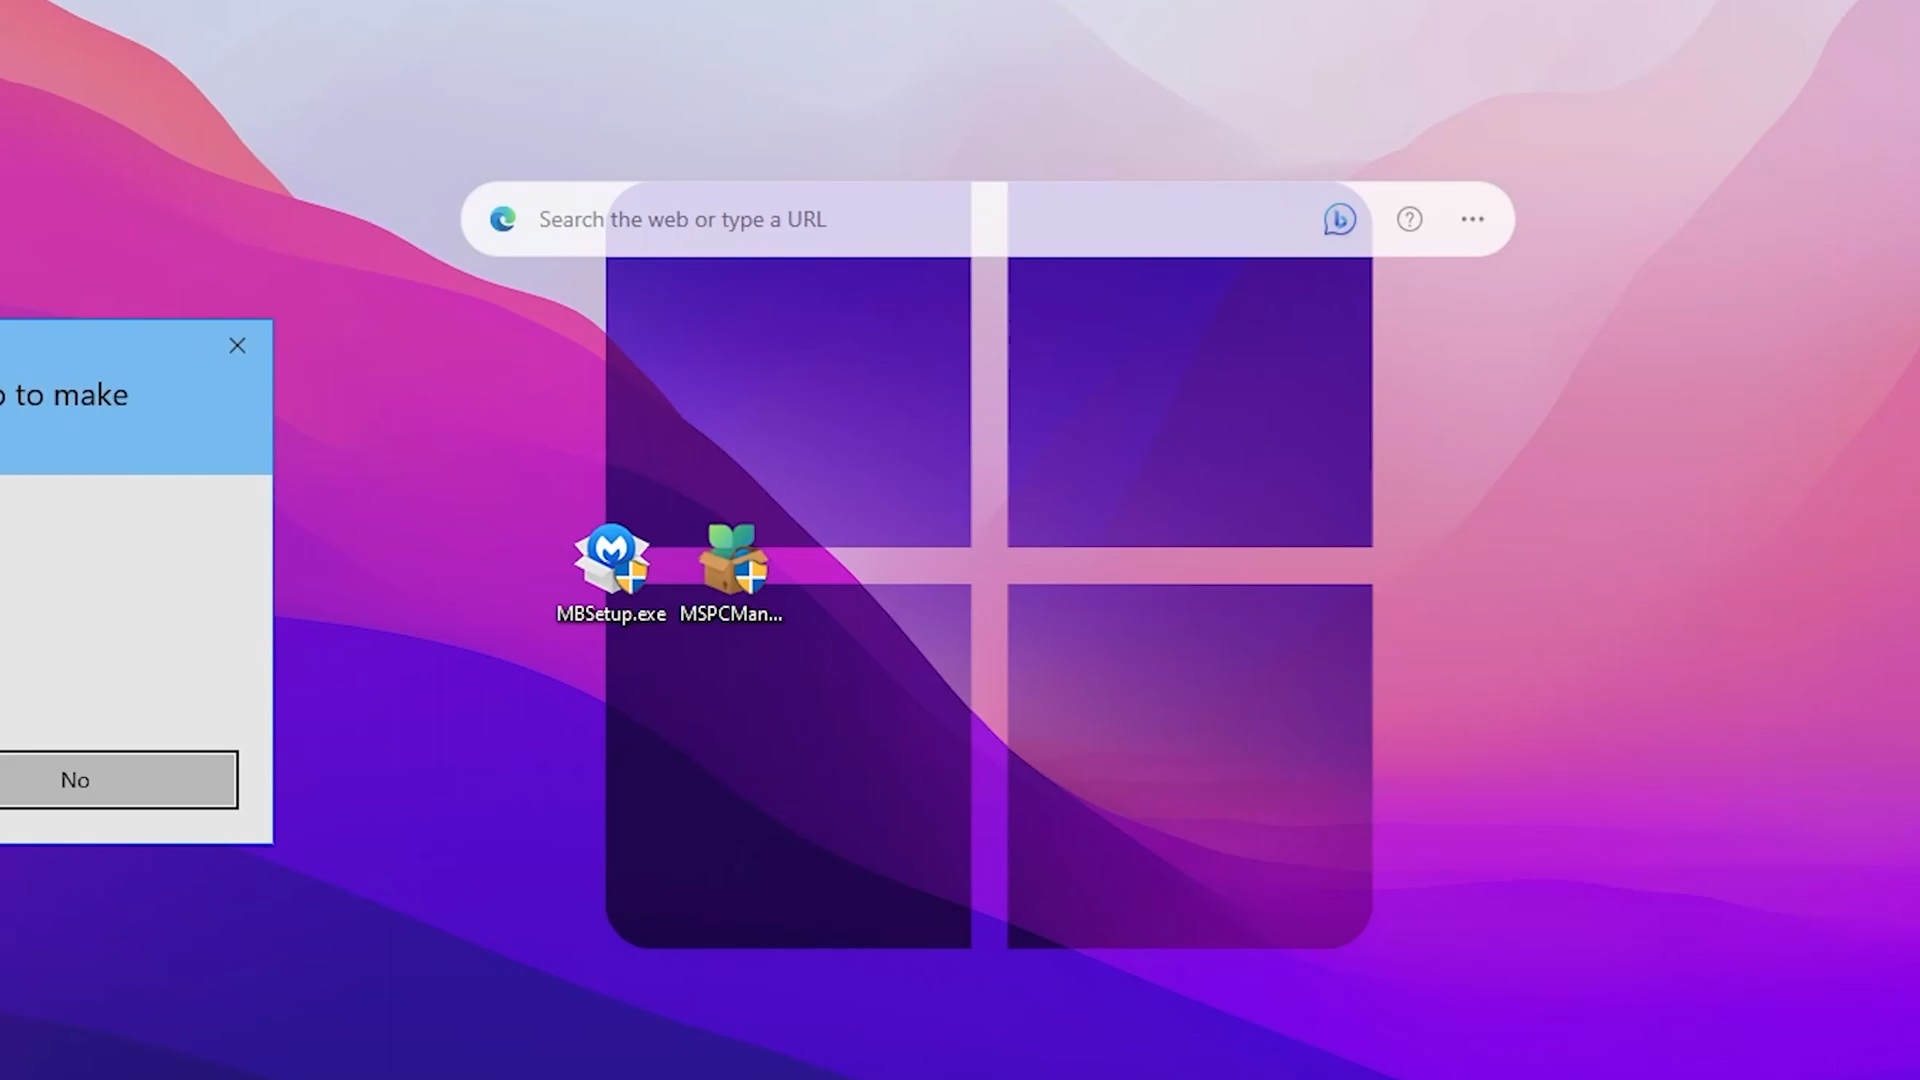 Search the web or type a URL
to make
MBSetup.exe
MSPCMan...
No